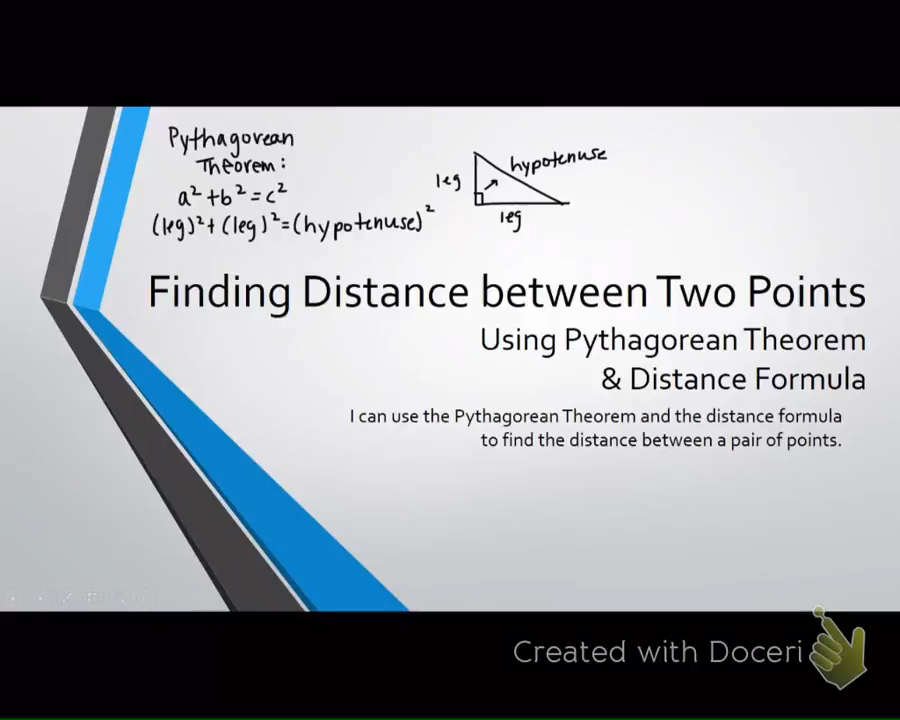 Pythagorean
Theorem:
a² + b² = c²
(leg)² + (leg)² = (hypotenuse)²
hypotenuse
leg
leg
Finding Distance between Two Points
Using Pythagorean Theorem
& Distance Formula
I can use the Pythagorean Theorem and the distance formula
to find the distance between a pair of points.
Created with Doceri